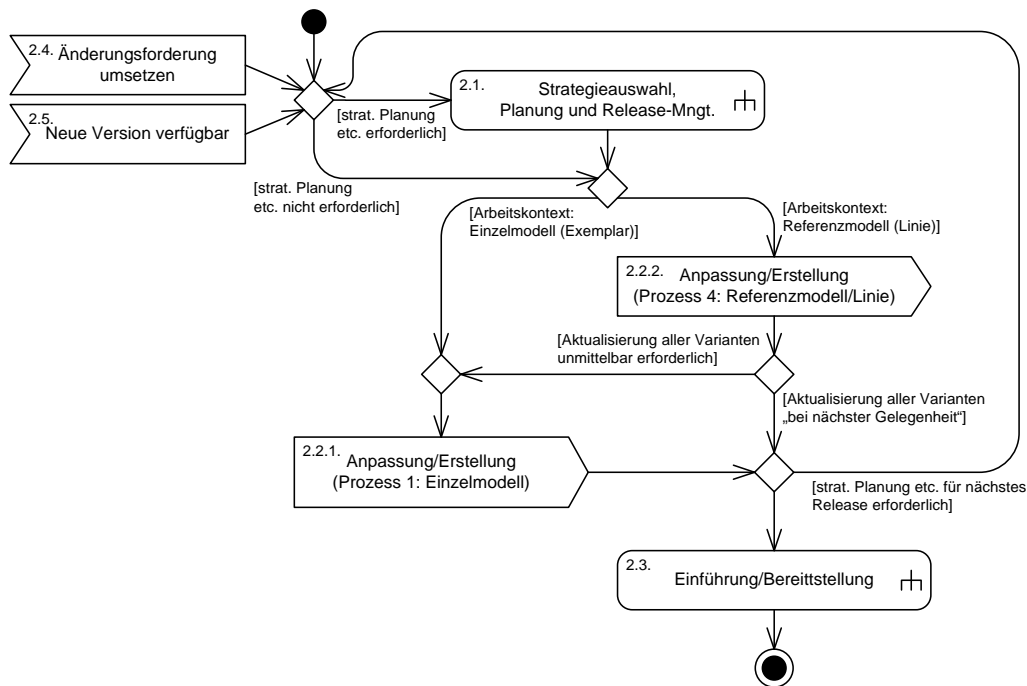 2.4. Änderungsforderung
umsetzen
2.5. Neue Version verfügbar
2.1. Strategieauswahl,
Planung und Release-Mngt.
[strat. Planung
etc. erforderlich]
[strat. Planung
etc. nicht erforderlich]
[Arbeitskontext:
Einzelmodell (Exemplar)]
[Arbeitskontext:
Referenzmodell (Linie)]
2.2.2. Anpassung/Erstellung
(Prozess 4: Referenzmodell/Linie)
[Aktualisierung aller Varianten
unmittelbar erforderlich]
[Aktualisierung aller Varianten
„bei nächster Gelegenheit“]
2.2.1. Anpassung/Erstellung
(Prozess 1: Einzelmodell)
[strat. Planung etc. für nächstes
Release erforderlich]
2.3. Einführung/Bereittstellung